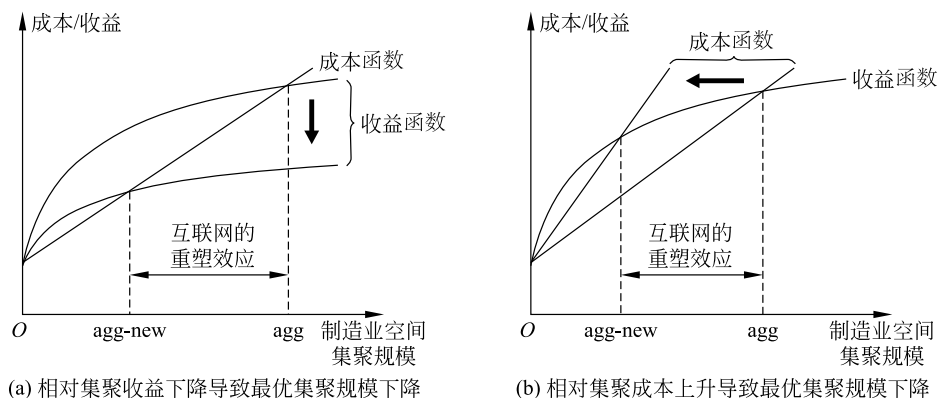 成本/收益
成本函数
收益函数
互联网的
重塑效应
O
agg-new
agg
制造业空间
集聚规模
(a) 相对集聚收益下降导致最优集聚规模下降
成本/收益
成本函数
收益函数
互联网的
重塑效应
O
agg-new
agg
制造业空间
集聚规模
(b) 相对集聚成本上升导致最优集聚规模下降